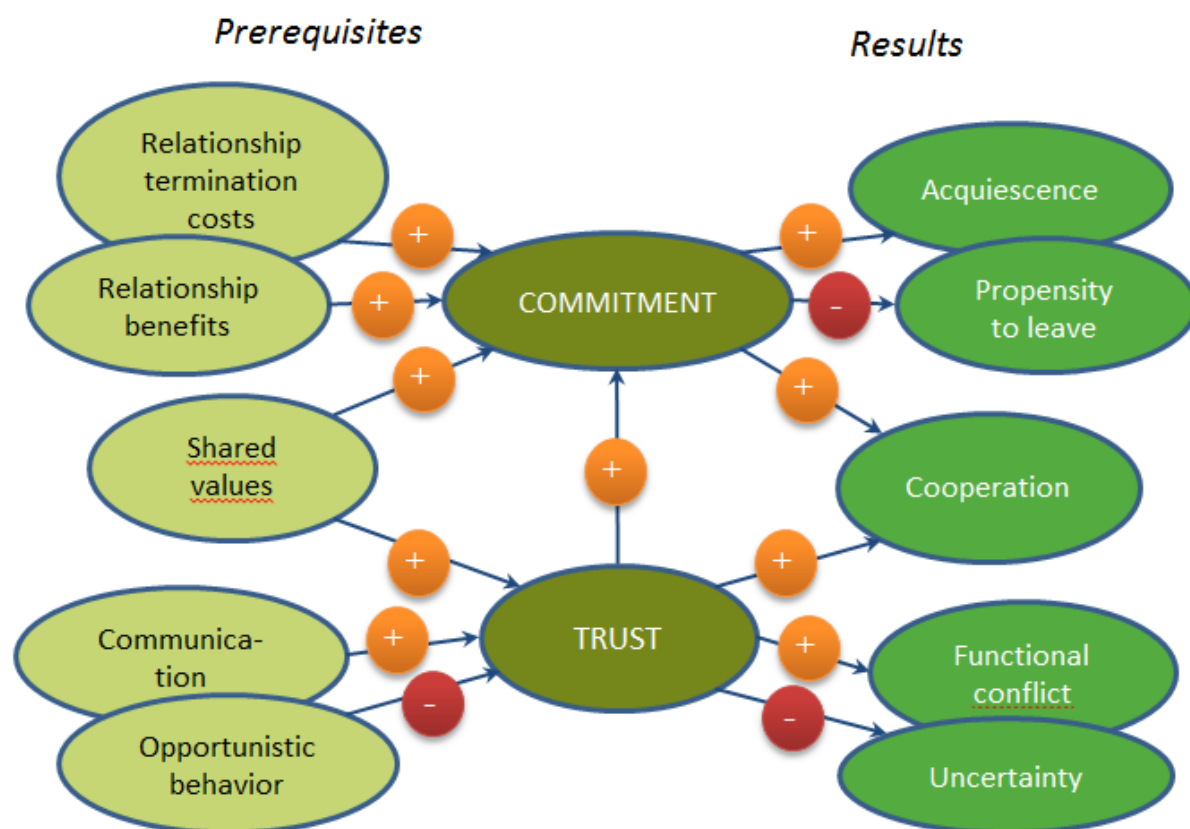 Prerequisites
Results
Relationship
termination
costs
Acquiescence
+
+
Relationship
benefits
+
COMMITMENT
-
Propensity
to leave
+
+
Shared
values
+
Cooperation
+
+
Communica-
tion
+
TRUST
+
Functional
conflict
-
-
Opportunistic
behavior
Uncertainty